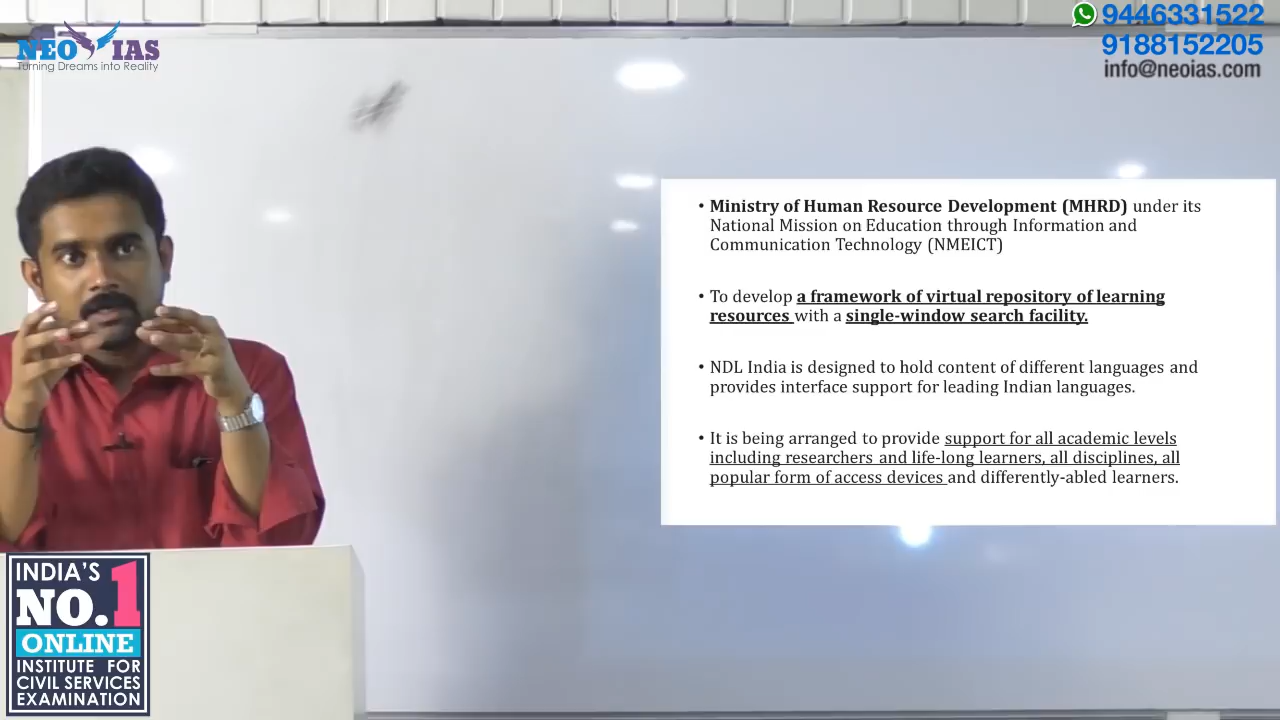 NEO IAS
Turning Dreams into Reality
9446331522
9188152205
info@neoias.com
• Ministry of Human Resource Development (MHRD) under its
National Mission on Education through Information and
Communication Technology (NMEICT)
• To develop a framework of virtual repository of learning
resources with a single-window search facility.
• NDL India is designed to hold content of different languages and
provides interface support for leading Indian languages.
• It is being arranged to provide support for all academic levels
including researchers and life-long learners, all disciplines, all
popular form of access devices and differently-abled learners.
INDIA'S
NO.1
ONLINE
INSTITUTE FOR
CIVIL SERVICES
EXAMINATION